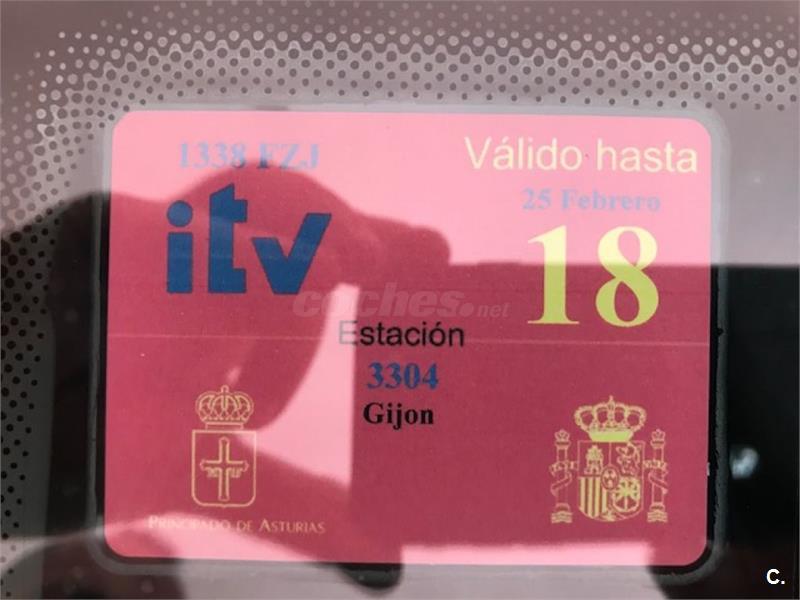 1338 FZJ
Válido hasta
25 Febrero
itv
18
coches.net
Estación
3304
Gijon
PRINCIPADO DE ASTURIAS
C.